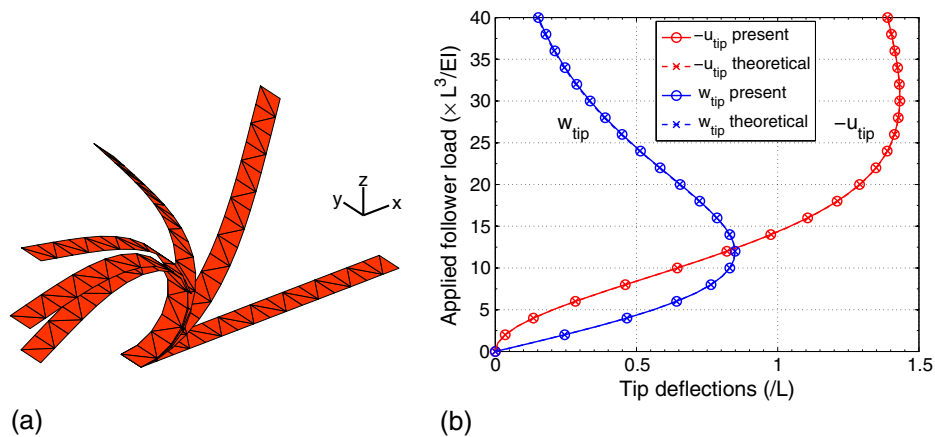 z
y
x
(a)
Applied follower load (× L³/EI)
40
35
30
25
20
15
10
5
0
0
0.5
1
1.5
Tip deflections (/L)
−u_tip present
−u_tip theoretical
w_tip present
w_tip theoretical
w_tip
−u_tip
(b)